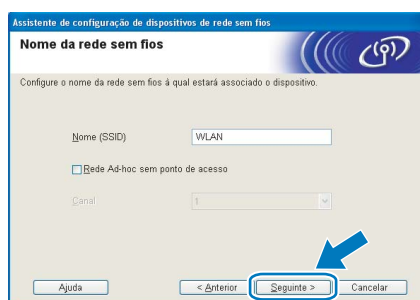 Assistente de configuração de dispositivos de rede sem fios
Nome da rede sem fios
Configure o nome da rede sem fios á qual estará associado o dispositivo.
Nome (SSID)
WLAN
Rede Ad-hoc sem ponto de acesso
Canal
1
Ajuda
< Anterior
Seguinte >
Cancelar